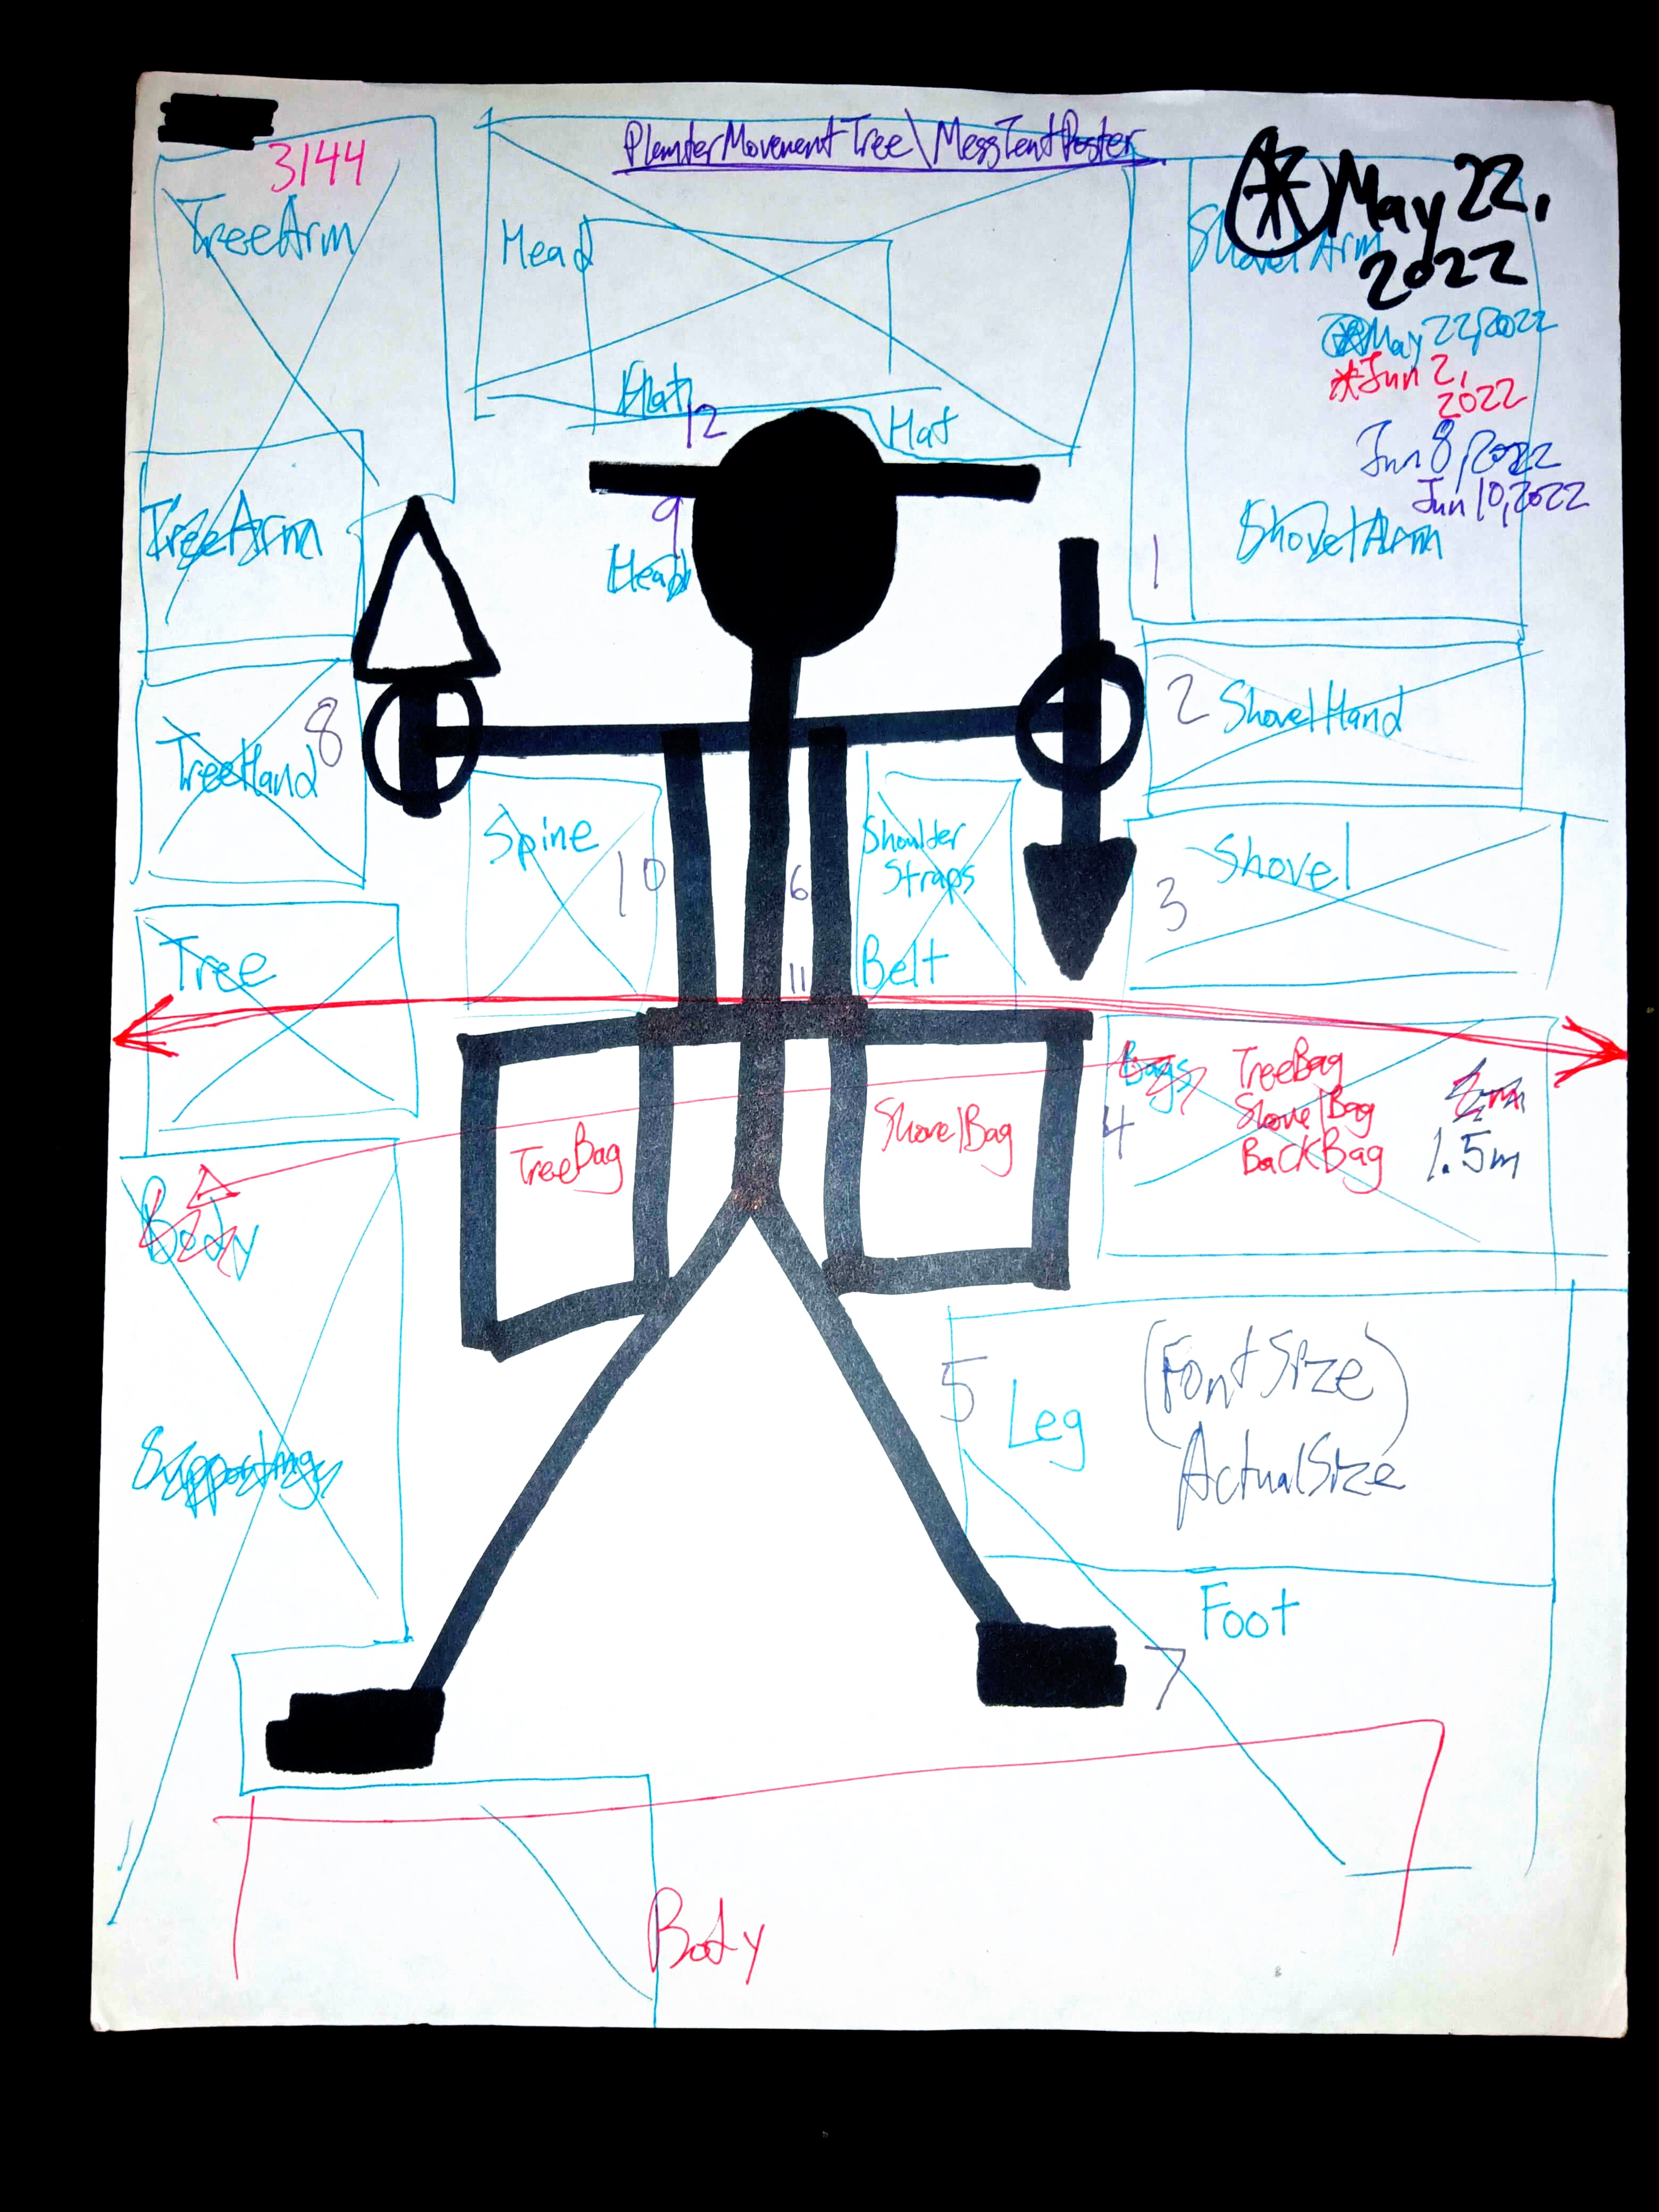 PlanterMovementTree\MessTentPoster
3144
TreeArm
Head
ShovelArm
May 22,
2022
May 22, 2022
Jun 2,
2022
Jun 8, 2022
Jun 10, 2022
Hat
12
Hat
TreeArm
9
Head
ShovelArm
1
8
TreeHand
2
ShovelHand
Spine
10
6
Shoulder
Straps
3
Shovel
Tree
11
Belt
Bags
4
TreeBag
ShovelBag
BackBag
1.5m
TreeBag
ShovelBag
Body
5
Leg
(FontSize)
ActualSize
Supporting
Foot
7
Body